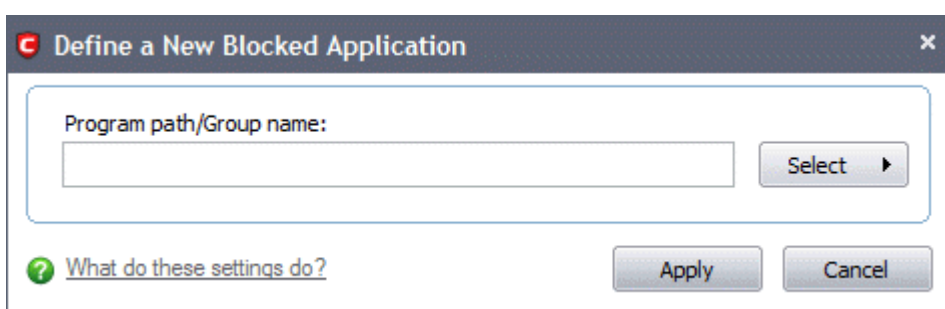 Define a New Blocked Application
Program path/Group name:
Select
What do these settings do?
Apply
Cancel